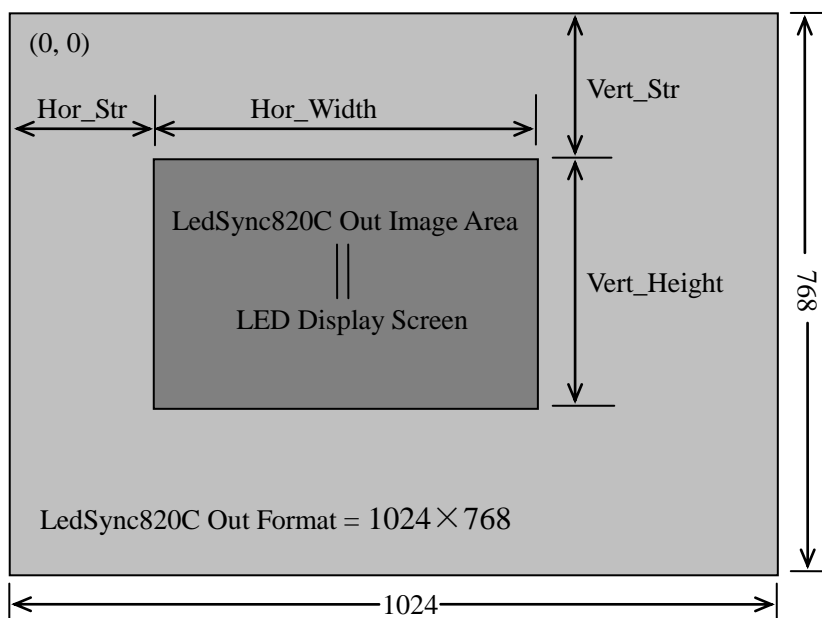 (0, 0)
Vert_Str
Hor_Str
Hor_Width
LedSync820C Out Image Area
LED Display Screen
Vert_Height
768
LedSync820C Out Format = 1024×768
1024